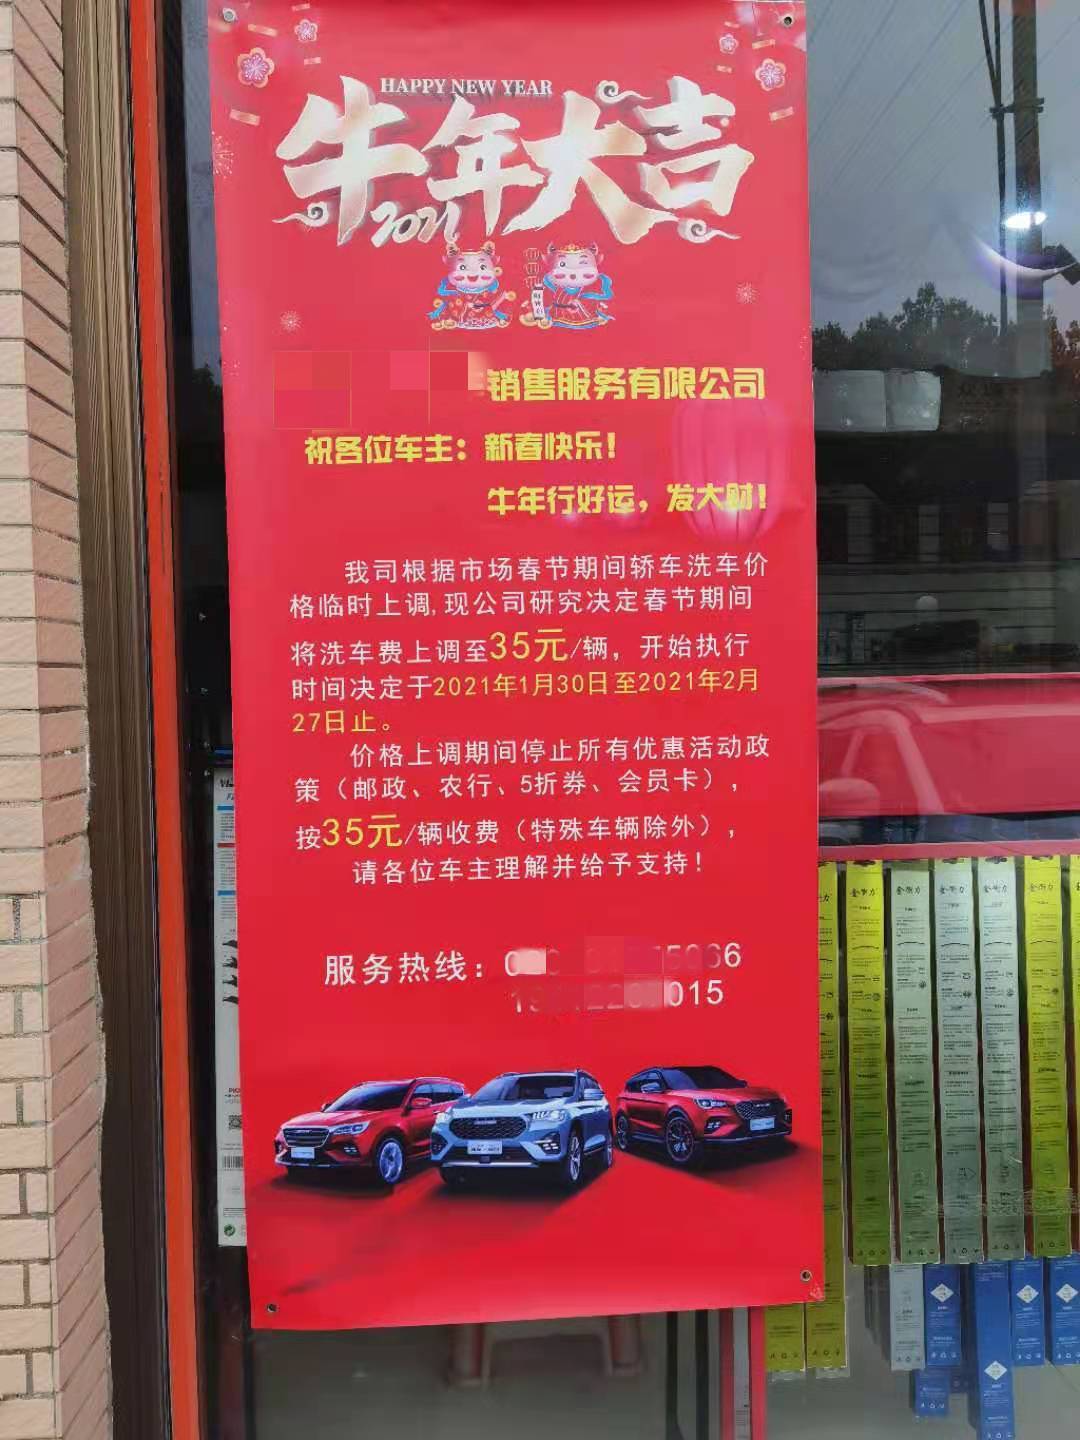 HAPPY NEW YEAR
牛年大吉
2021
销售服务有限公司
祝各位车主：新春快乐！
牛年行好运，发大财！
我司根据市场春节期间轿车洗车价
格临时上调,现公司研究决定春节期间
将洗车费上调至35元/辆，开始执行
时间决定于2021年1月30日至2021年2月
27日止。
价格上调期间停止所有优惠活动政
策（邮政、农行、5折券、会员卡），
按35元/辆收费（特殊车辆除外），
请各位车主理解并给予支持！
服务热线：
015